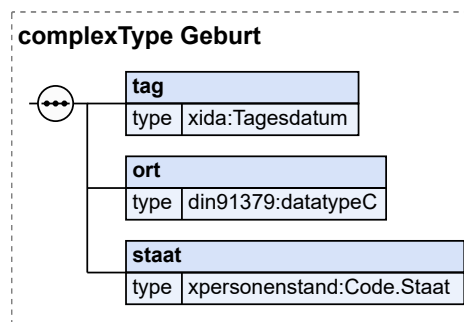 complexType Geburt
tag
type xida:Tagesdatum
ort
type din91379:datatypeC
staat
type xpersonenstand:Code.Staat